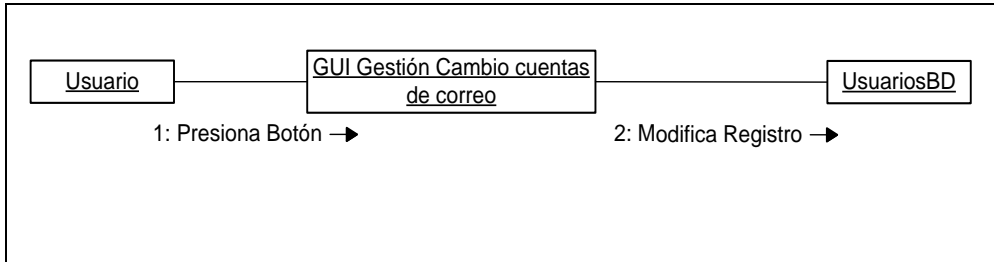 Usuario
GUI Gestión Cambio cuentas
de correo
UsuariosBD
1: Presiona Botón
2: Modifica Registro